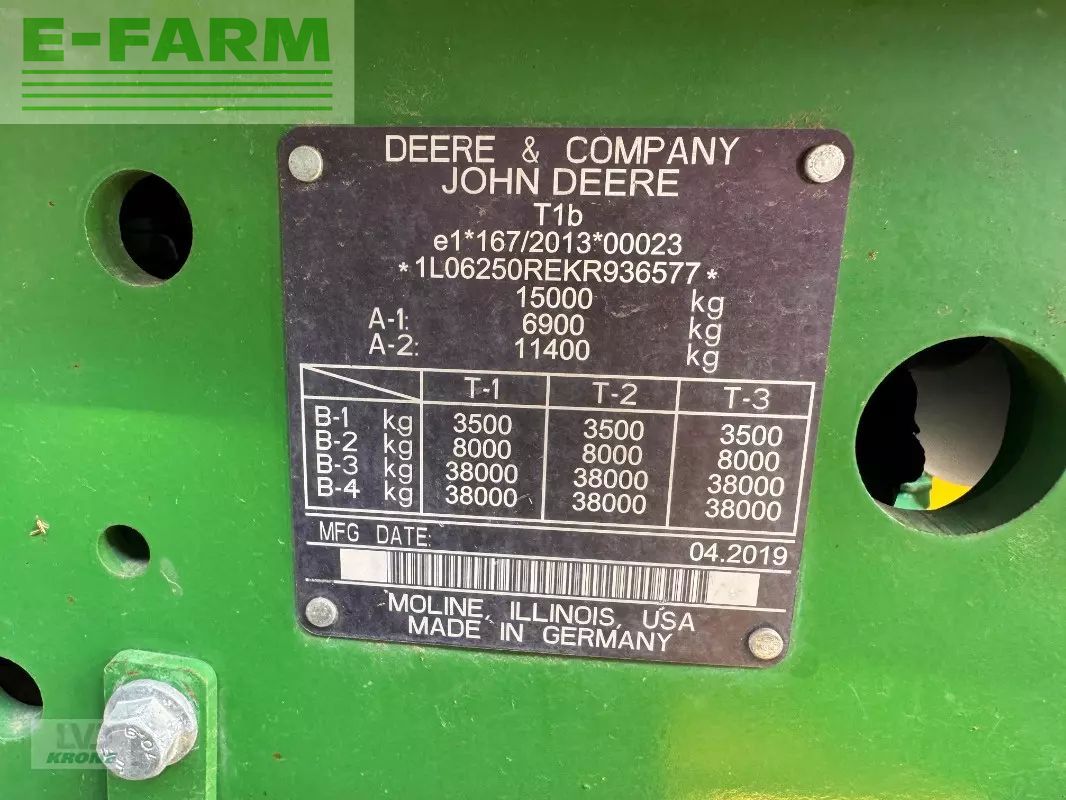 E-FARM
DEERE & COMPANY
JOHN DEERE
T1b
e1*167/2013*00023
*1L06250REKR936577*
15000 kg
A-1: 6900 kg
A-2: 11400 kg
T-1 T-2 T-3
B-1 kg 3500 3500 3500
B-2 kg 8000 8000 8000
B-3 kg 38000 38000 38000
B-4 kg 38000 38000 38000
MFG DATE: 04.2019
MOLINE, ILLINOIS, USA
MADE IN GERMANY
LV
KRONE